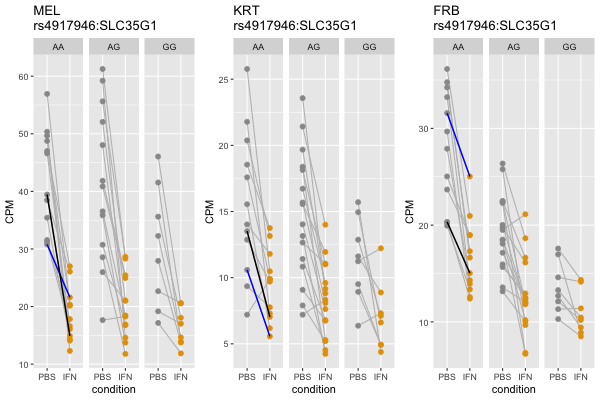 MEL
rs4917946:SLC35G1
AA AG GG
60
50
40
30
20
10
CPM
PBS IFN PBS IFN PBS IFN
condition
KRT
rs4917946:SLC35G1
AA AG GG
25
20
15
10
5
CPM
PBS IFN PBS IFN PBS IFN
condition
FRB
rs4917946:SLC35G1
AA AG GG
30
20
10
CPM
PBS IFN PBS IFN PBS IFN
condition